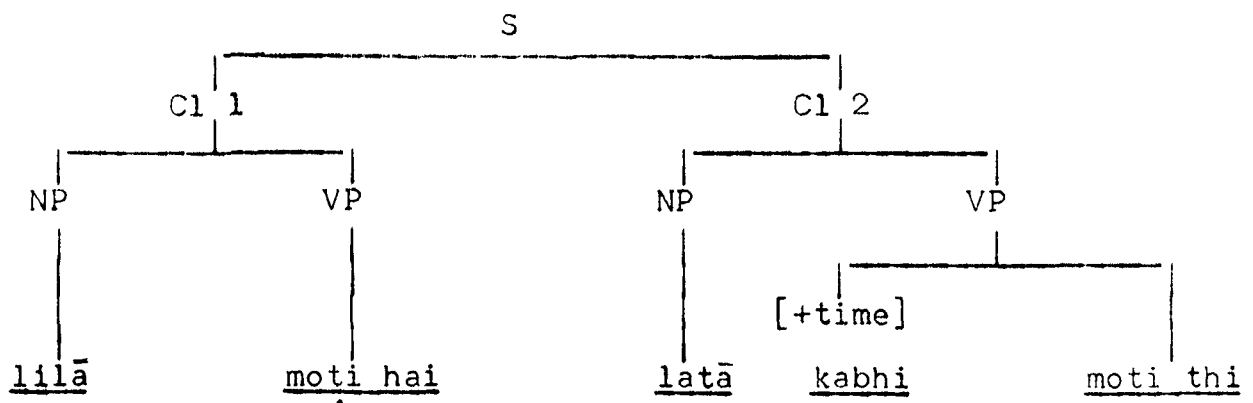 S
Cl 1 Cl 2
NP VP NP VP
[+time]
lilā moti hai latā kabhi moti thi